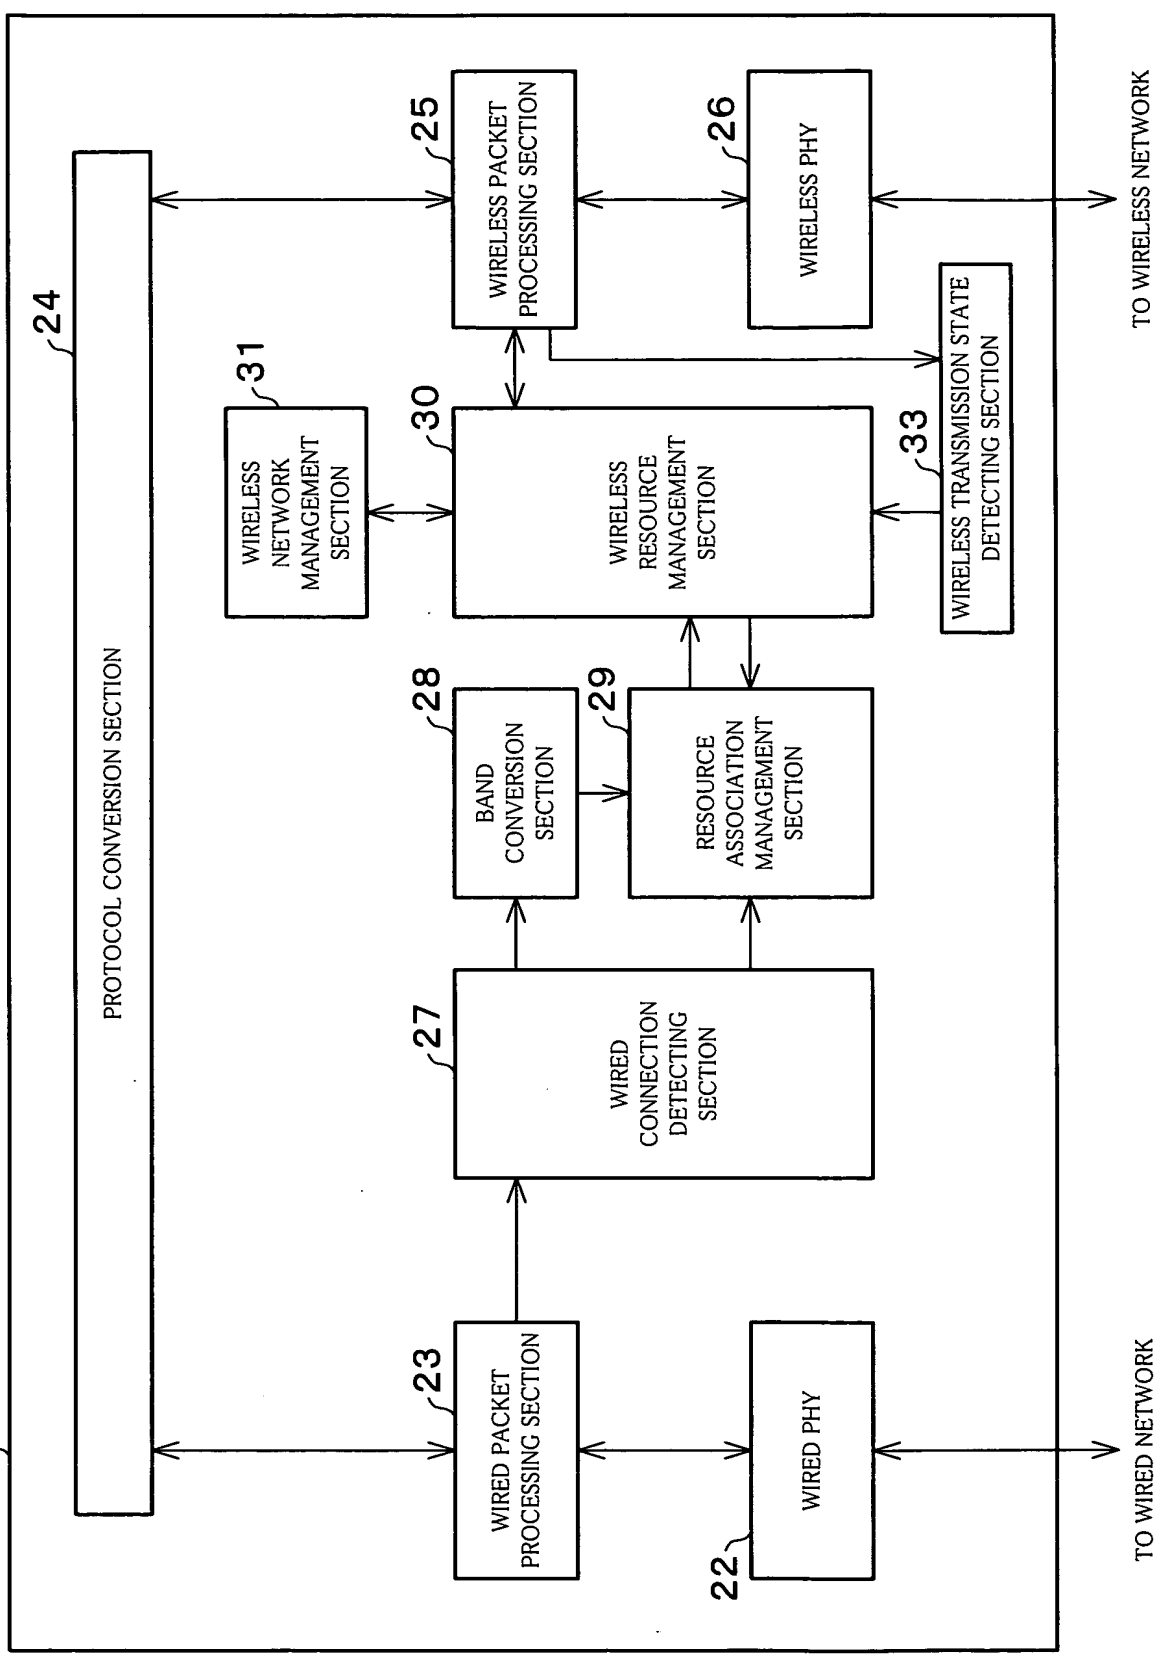 24
PROTOCOL CONVERSION SECTION
31
WIRELESS
NETWORK
MANAGEMENT
SECTION
23
WIRED PACKET
PROCESSING SECTION
27
WIRED
CONNECTION
DETECTING
SECTION
28
BAND
CONVERSION
SECTION
29
RESOURCE
ASSOCIATION
MANAGEMENT
SECTION
30
WIRELESS
RESOURCE
MANAGEMENT
SECTION
25
WIRELESS PACKET
PROCESSING SECTION
22
WIRED PHY
26
WIRELESS PHY
33
WIRELESS TRANSMISSION STATE
DETECTING SECTION
TO WIRED NETWORK
TO WIRELESS NETWORK